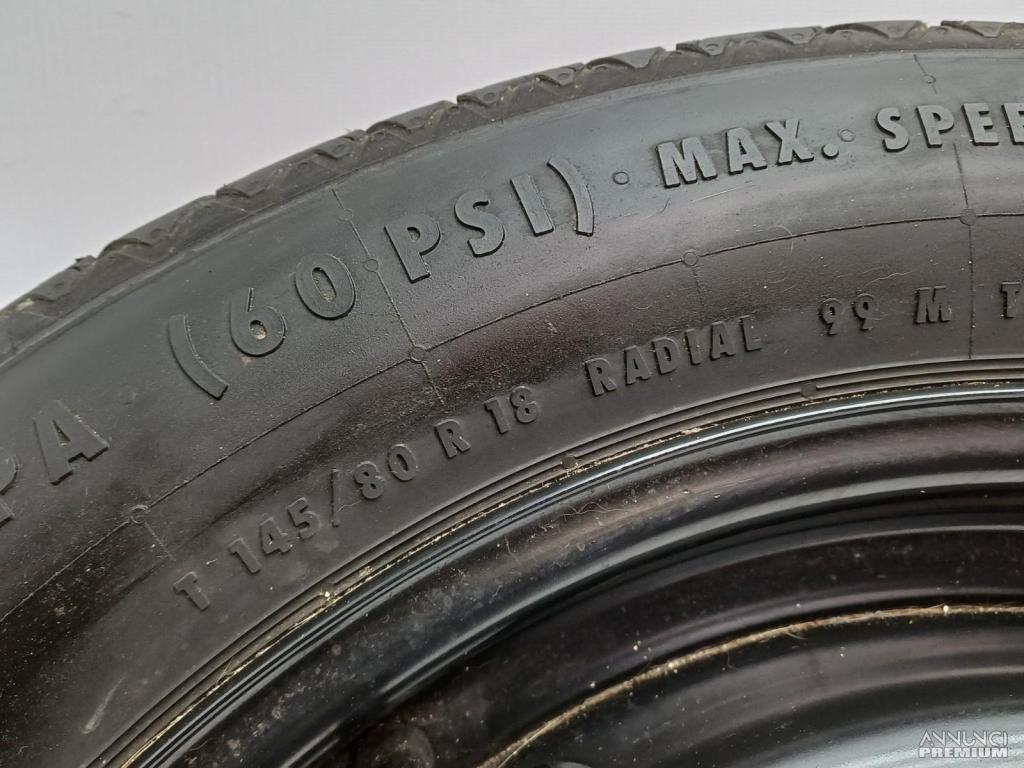 PA · (60 PSI) · MAX. · SPEE
T 145/80 R 18 RADIAL 99 M T
ANNUNCI
PREMIUM